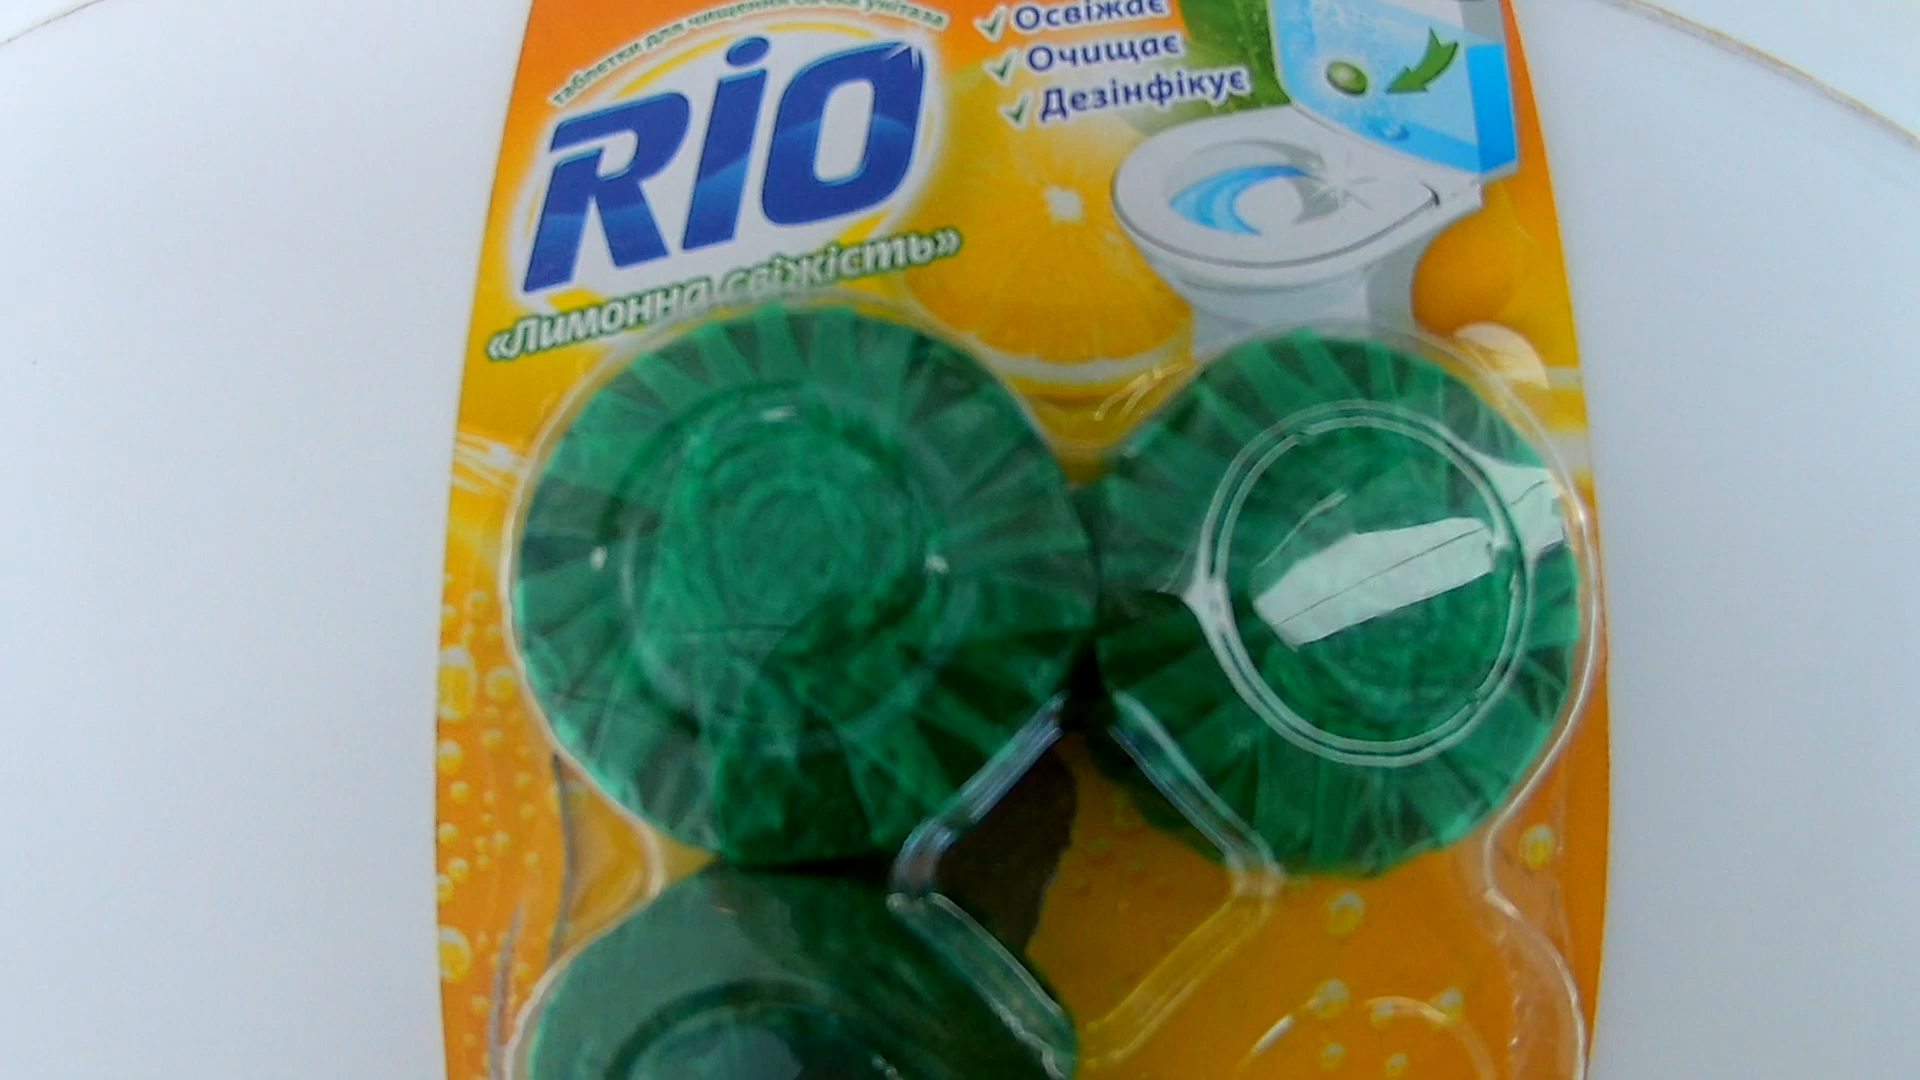 таблетки для чищення бачка унітаза
RiO
«Лимонна свіжість»
Освіжає
Очищає
Дезінфікує